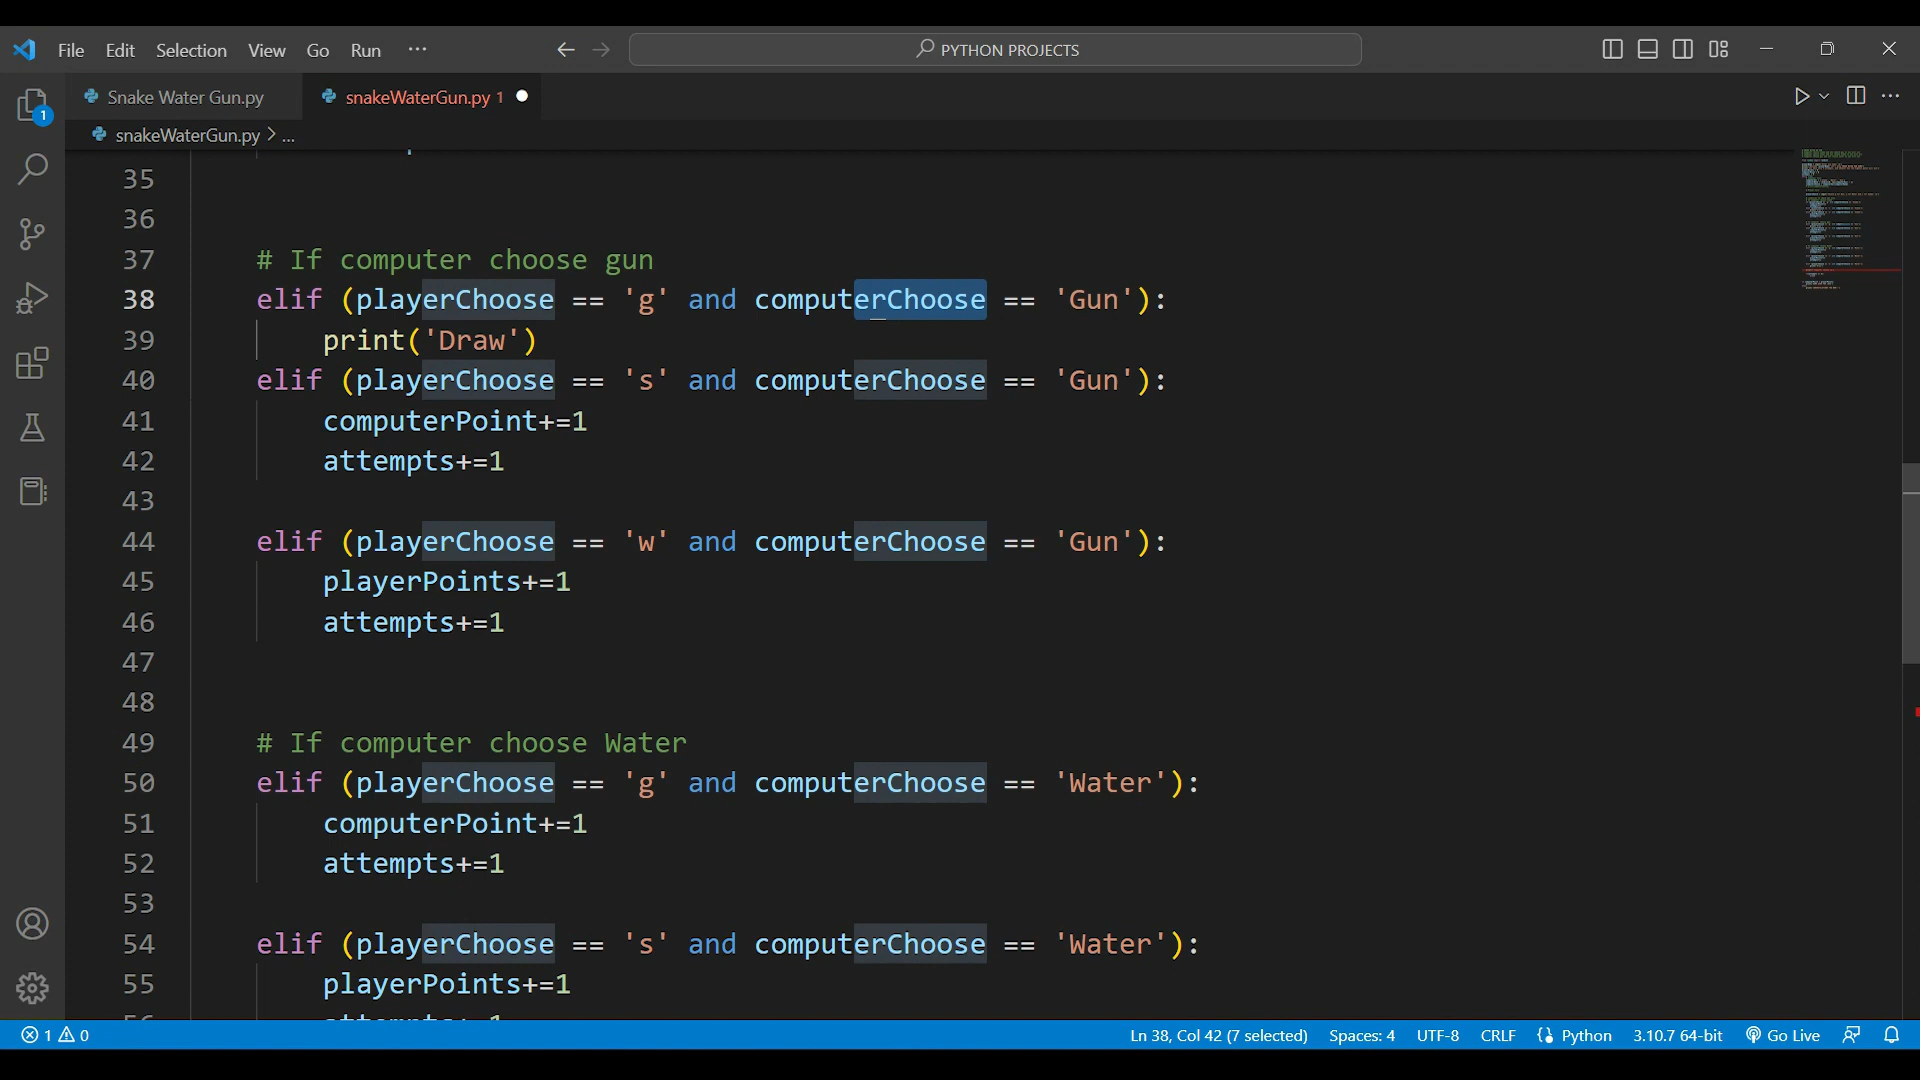 File Edit Selection View Go Run ··· PYTHON PROJECTS
1
Snake Water Gun.py snakeWaterGun.py 1
snakeWaterGun.py > ...
35
36
37 # If computer choose gun
38 elif (playerChoose == 'g' and computerChoose == 'Gun'):
39 print('Draw')
40 elif (playerChoose == 's' and computerChoose == 'Gun'):
41 computerPoint+=1
42 attempts+=1
43
44 elif (playerChoose == 'w' and computerChoose == 'Gun'):
45 playerPoints+=1
46 attempts+=1
47
48
49 # If computer choose Water
50 elif (playerChoose == 'g' and computerChoose == 'Water'):
51 computerPoint+=1
52 attempts+=1
53
54 elif (playerChoose == 's' and computerChoose == 'Water'):
55 playerPoints+=1
1 0 Ln 38, Col 42 (7 selected) Spaces: 4 UTF-8 CRLF Python 3.10.7 64-bit Go Live